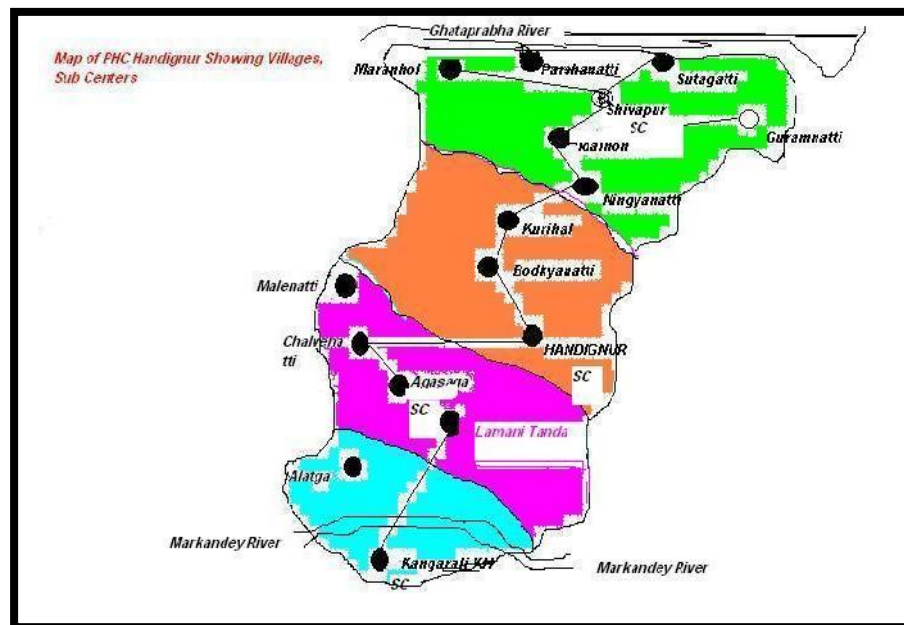 Ghataprabha River
Map of PHC Handignur Showing Villages,
Sub Centers
Maranhol
Parshanatti
Sutagatti
Shivapur
SC
Guramnatti
Ningyanatti
Kurihal
Bodkyanatti
Malenatti
Chalvena
tti
HANDIGNUR
SC
Agasaga
SC
Lamani Tanda
Alatga
Markandey River
Kangarali KH
SC
Markandey River